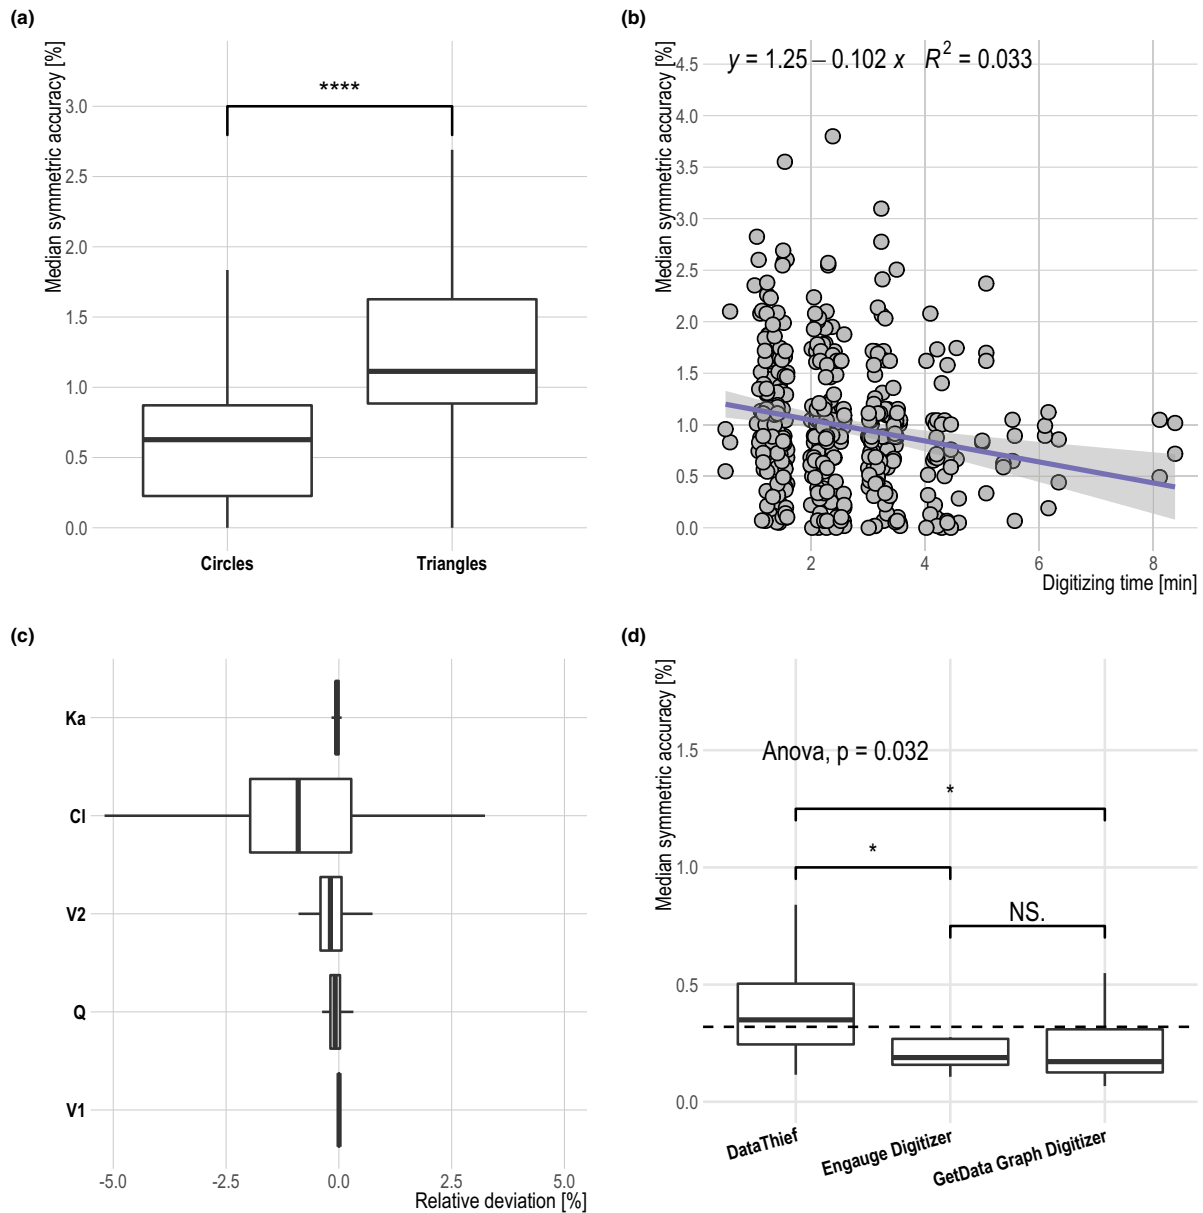 (a)
Median symmetric accuracy [%]
3.0
2.5
2.0
1.5
1.0
0.5
0.0
****
Circles Triangles
(b)
Median symmetric accuracy [%]
y = 1.25 – 0.102 x R² = 0.033
4.5
4.0
3.5
3.0
2.5
2.0
1.5
1.0
0.5
0.0
2 4 6 8
Digitizing time [min]
(c)
Ka
Cl
V2
Q
V1
-5.0 -2.5 0.0 2.5 5.0
Relative deviation [%]
(d)
Median symmetric accuracy [%]
1.5
1.0
0.5
0.0
Anova, p = 0.032
*
*
NS.
DataThief
Engauge Digitizer
GetData Graph Digitizer